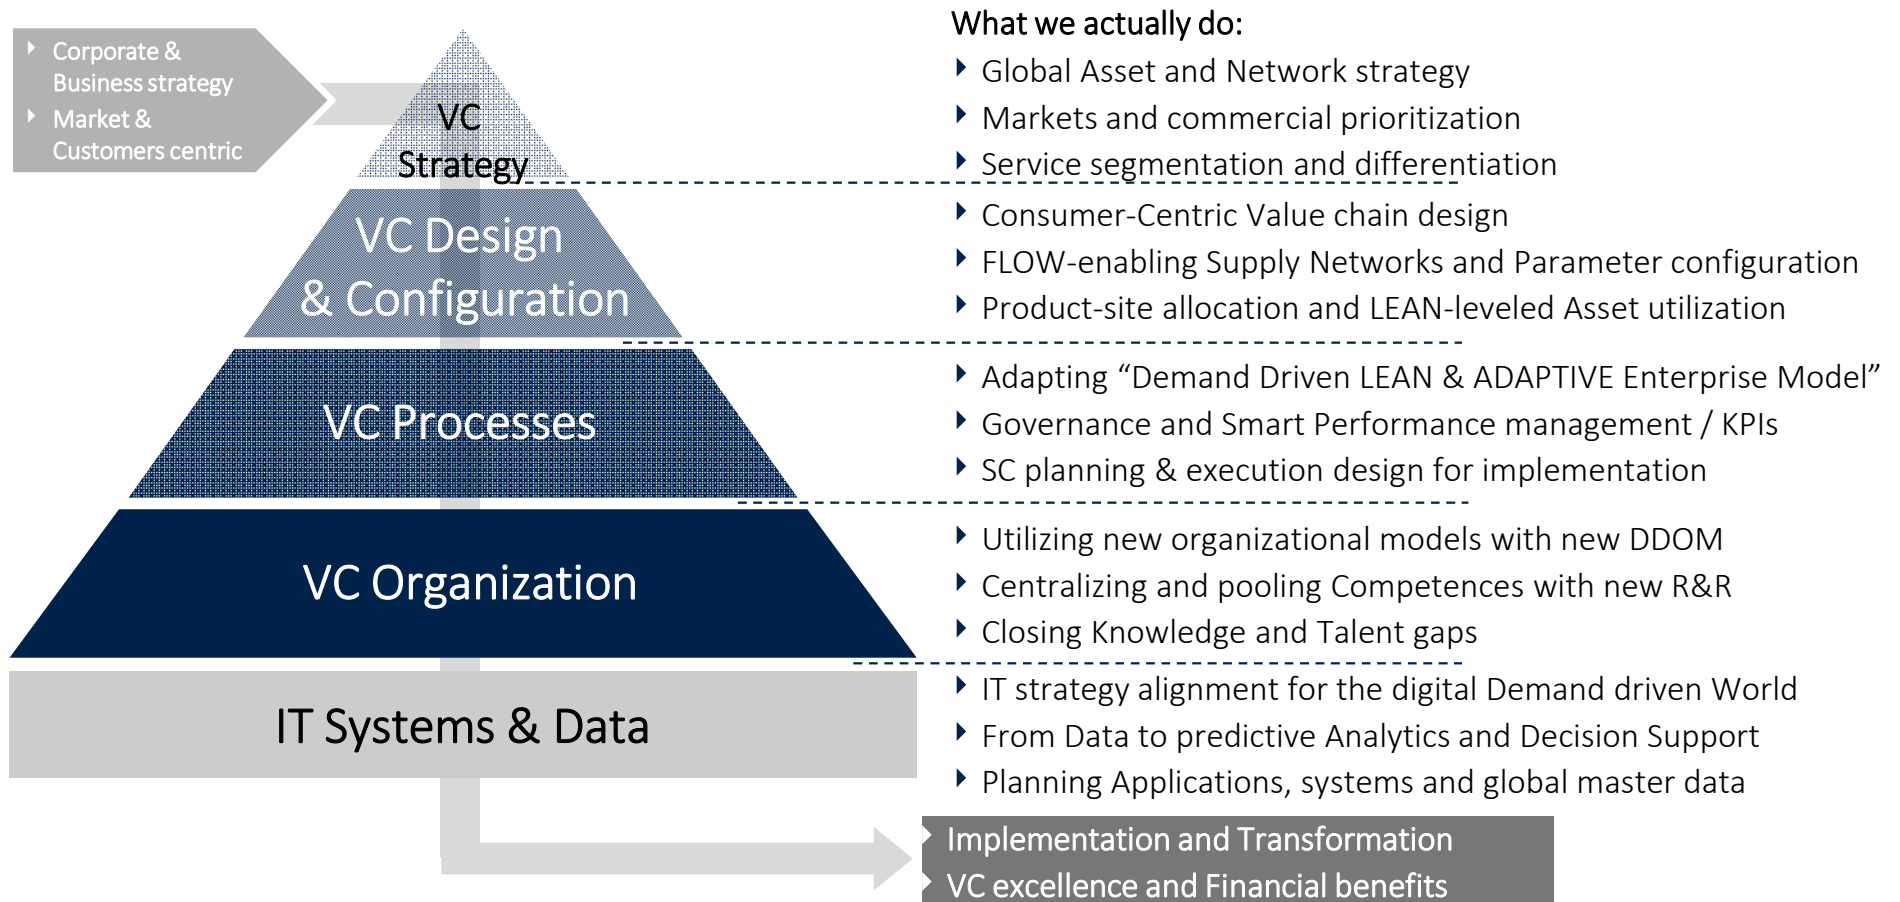 Corporate &
Business strategy
Market &
Customers centric
VC
Strategy
VC Design
& Configuration
VC Processes
VC Organization
IT Systems & Data
What we actually do:
Global Asset and Network strategy
Markets and commercial prioritization
Service segmentation and differentiation
Consumer-Centric Value chain design
FLOW-enabling Supply Networks and Parameter configuration
Product-site allocation and LEAN-leveled Asset utilization
Adapting “Demand Driven LEAN & ADAPTIVE Enterprise Model”
Governance and Smart Performance management / KPIs
SC planning & execution design for implementation
Utilizing new organizational models with new DDOM
Centralizing and pooling Competences with new R&R
Closing Knowledge and Talent gaps
IT strategy alignment for the digital Demand driven World
From Data to predictive Analytics and Decision Support
Planning Applications, systems and global master data
Implementation and Transformation
VC excellence and Financial benefits